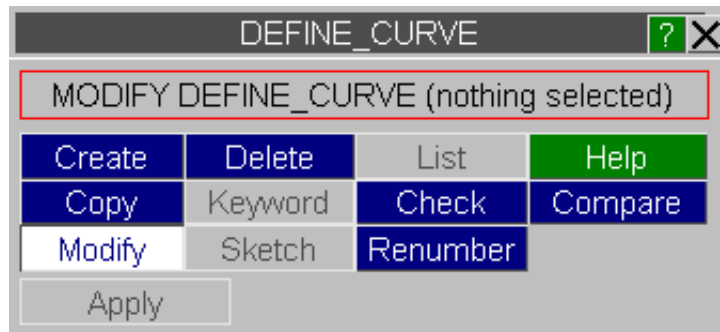 DEFINE_CURVE ? X
MODIFY DEFINE_CURVE (nothing selected)
Create Delete List Help
Copy Keyword Check Compare
Modify Sketch Renumber
Apply